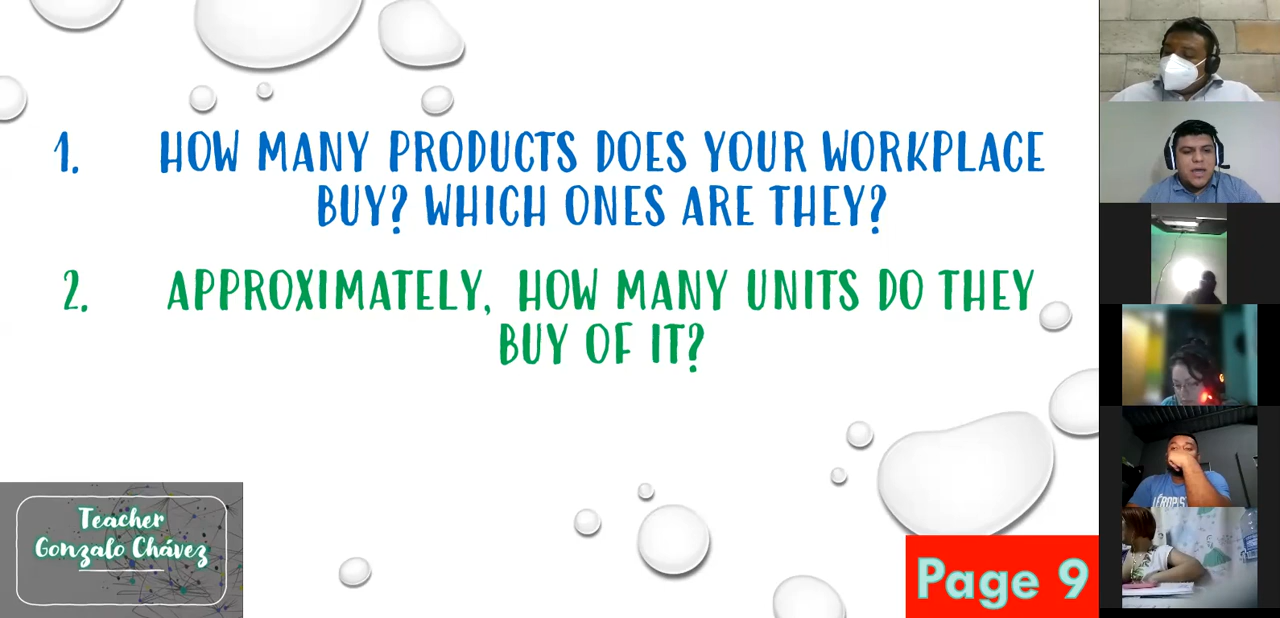 1. HOW MANY PRODUCTS DOES YOUR WORKPLACE
BUY? WHICH ONES ARE THEY?
2. APPROXIMATELY, HOW MANY UNITS DO THEY
BUY OF IT?
Teacher
Gonzalo Chávez
Page 9